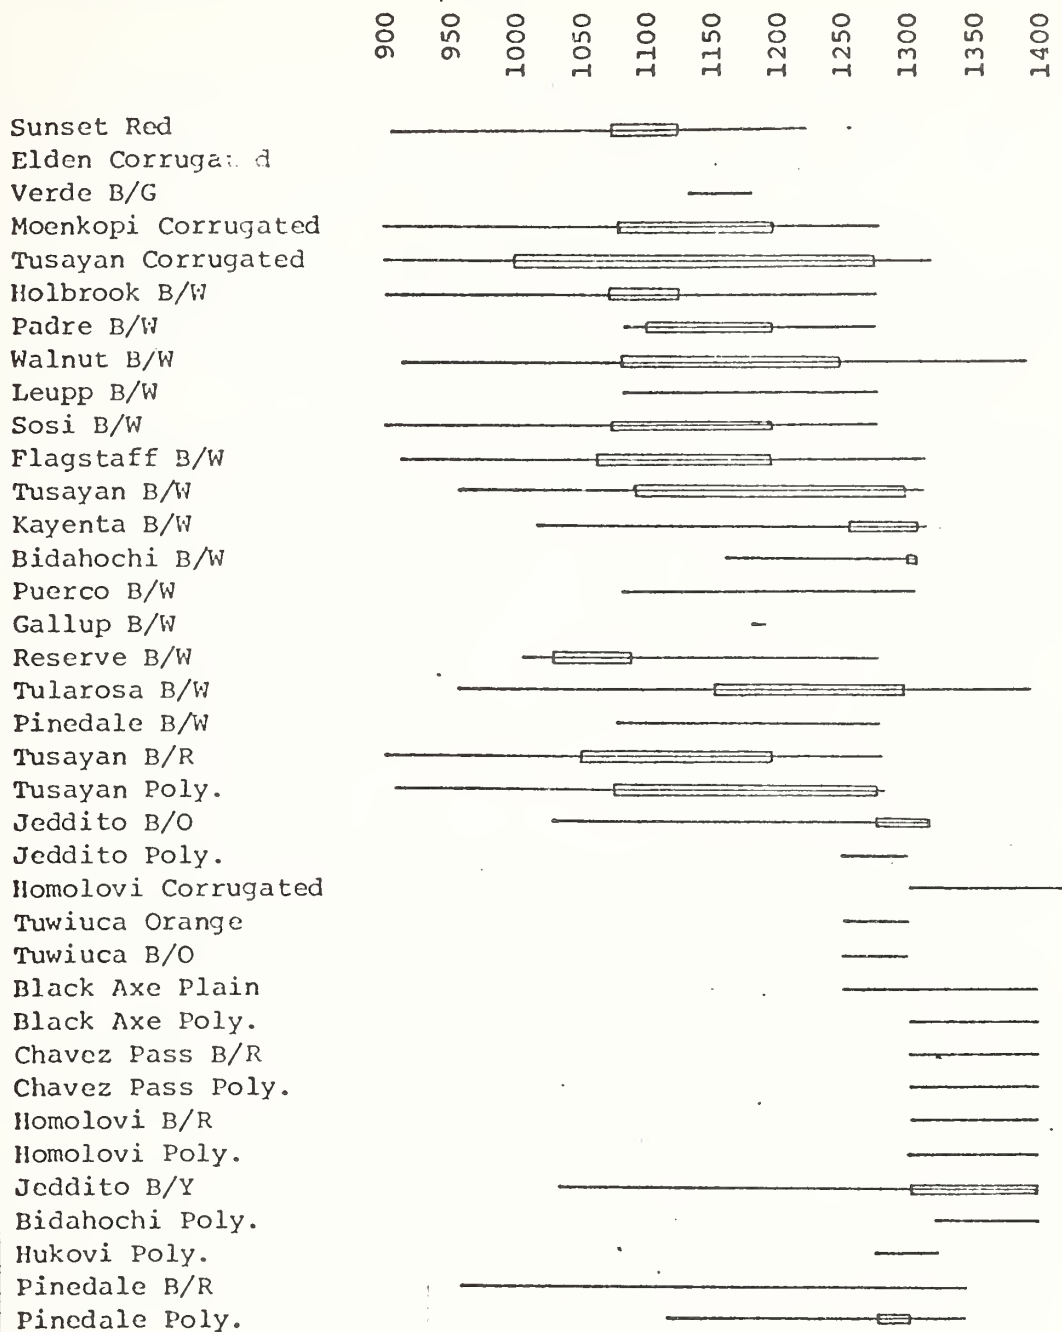 900 950 1000 1050 1100 1150 1200 1250 1300 1350 1400
Sunset Red
Elden Corrugated
Verde B/G
Moenkopi Corrugated
Tusayan Corrugated
Holbrook B/W
Padre B/W
Walnut B/W
Leupp B/W
Sosi B/W
Flagstaff B/W
Tusayan B/W
Kayenta B/W
Bidahochi B/W
Puerco B/W
Gallup B/W
Reserve B/W
Tularosa B/W
Pinedale B/W
Tusayan B/R
Tusayan Poly.
Jeddito B/O
Jeddito Poly.
Homolovi Corrugated
Tuwiuca Orange
Tuwiuca B/O
Black Axe Plain
Black Axe Poly.
Chavez Pass B/R
Chavez Pass Poly.
Homolovi B/R
Homolovi Poly.
Jeddito B/Y
Bidahochi Poly.
Hukovi Poly.
Pinedale B/R
Pinedale Poly.